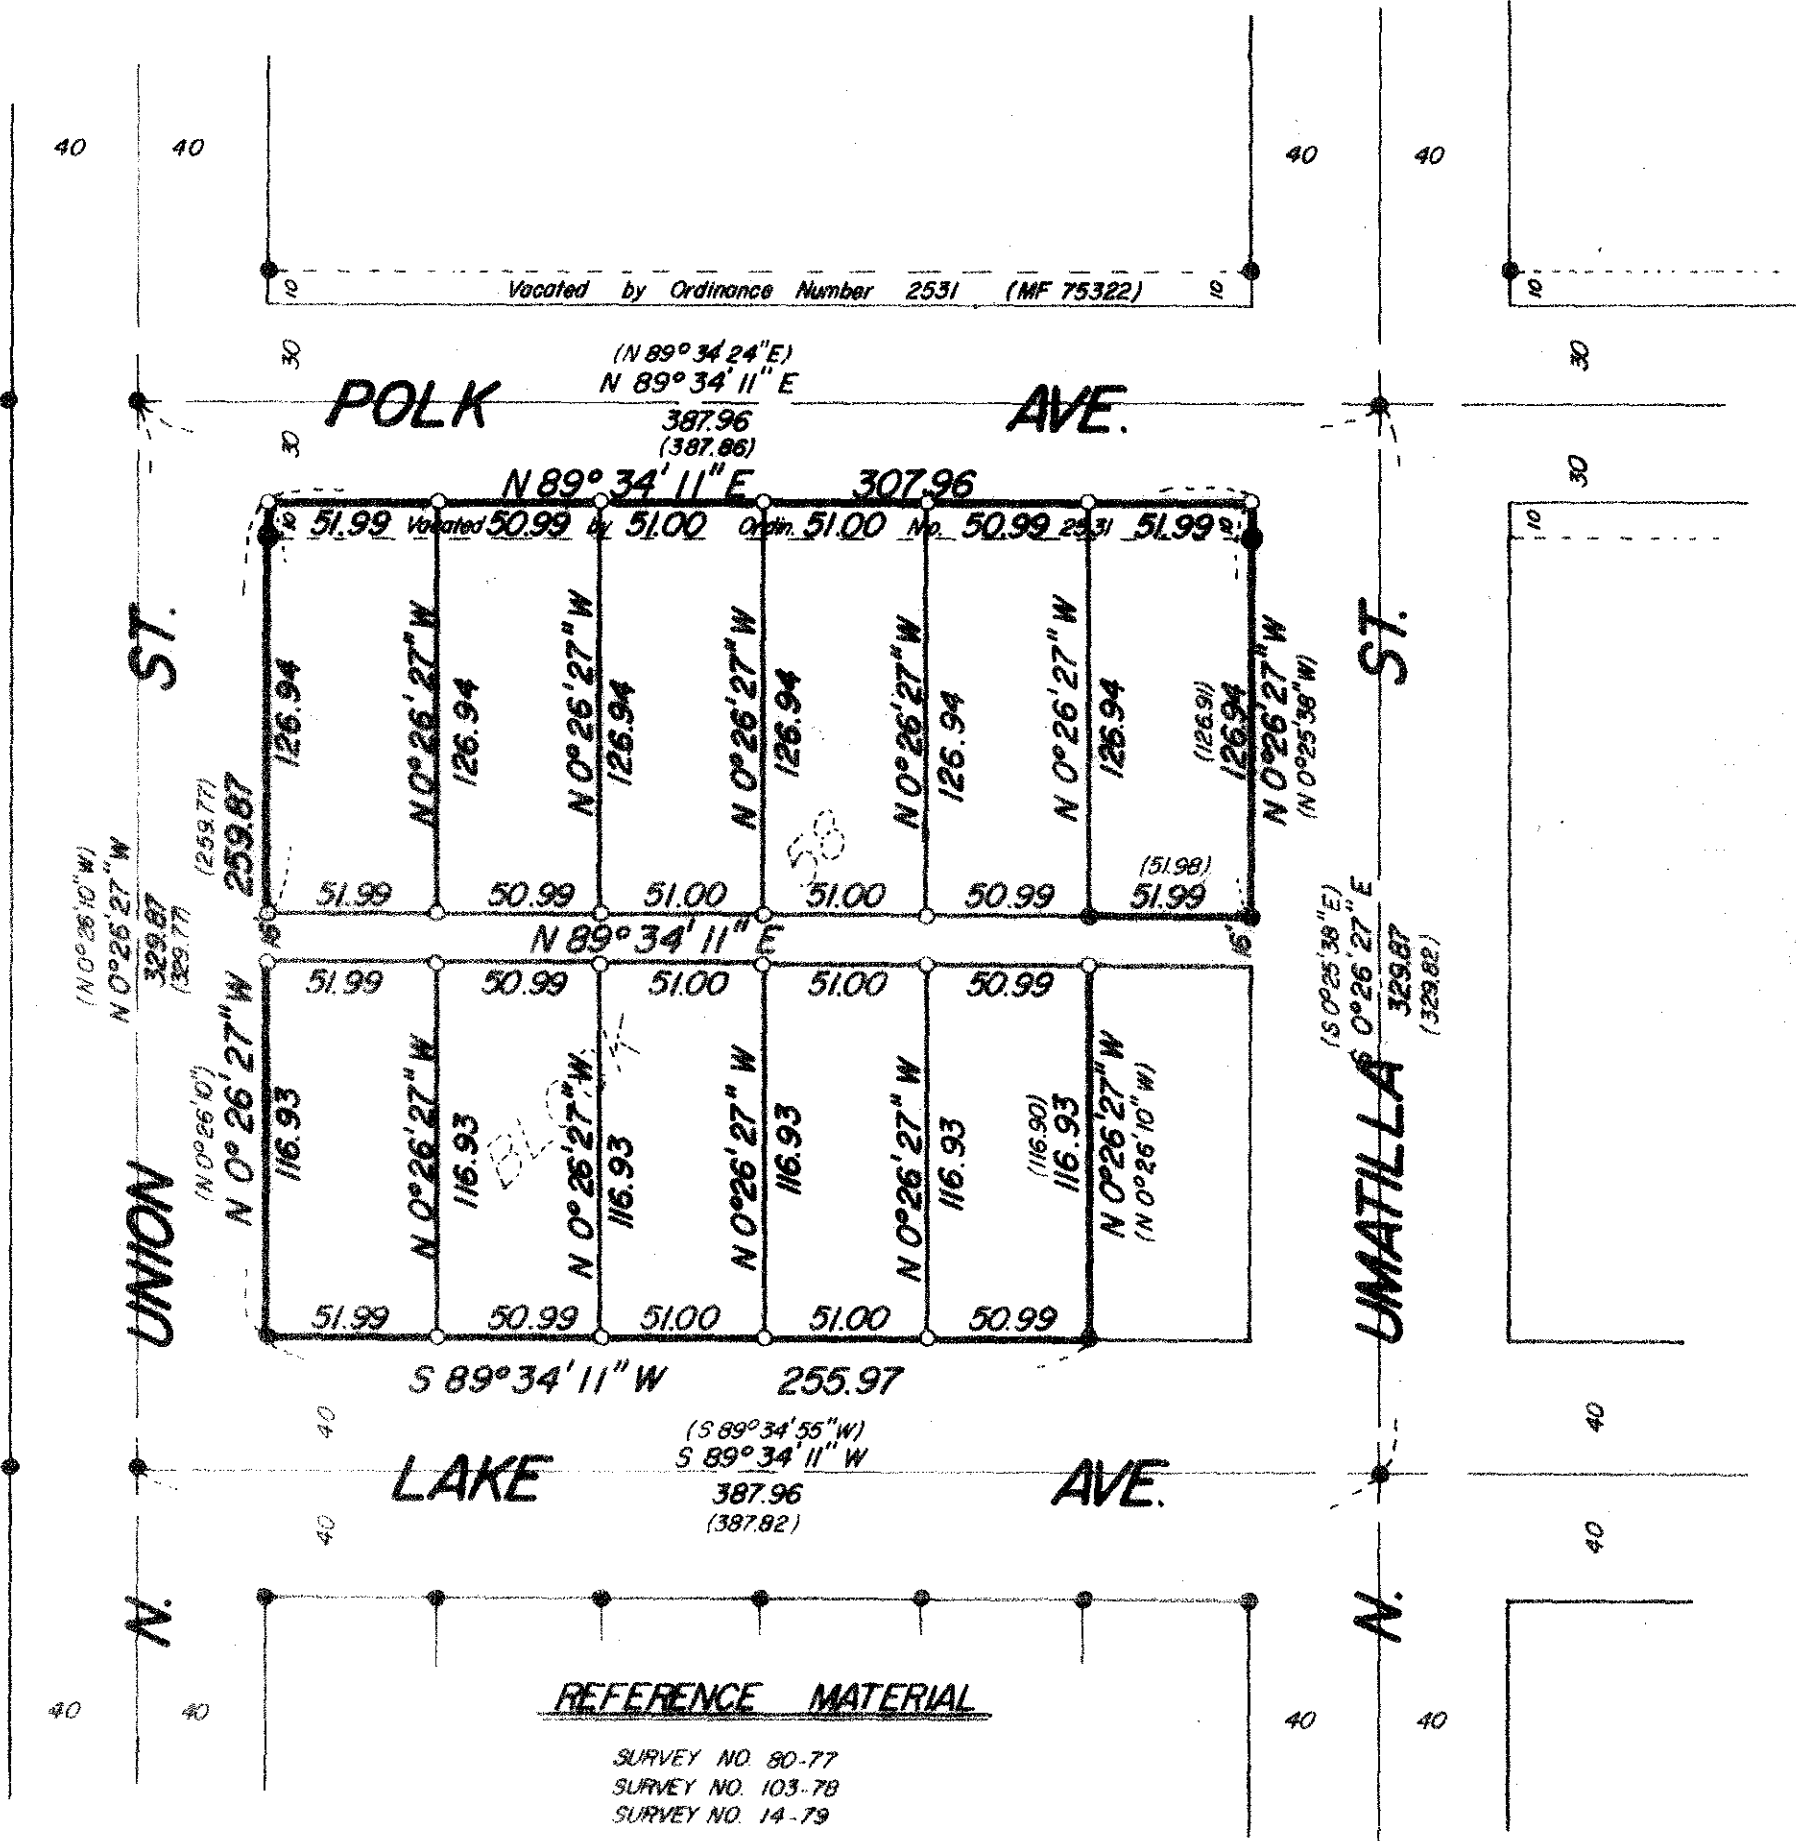 40 40 40 40
10 Vacated by Ordinance Number 2531 (MF 75322) 10 10
30 (N 89° 34' 24" E) 30
N 89° 34' 11" E
POLK AVE.
387.96
(387.86)
30 30
N 89° 34' 11" E 307.96
10 51.99 Vacated 50.99 by 51.00 Ordin. 51.00 No. 50.99 2531 51.99 10 10
ST. ST.
N 0° 26' 27" W
N 0° 26' 27" W
N 0° 26' 27" W
N 0° 26' 27" W
N 0° 26' 27" W
N 0° 26' 27" W
(N 0° 25' 38" W)
126.94
126.94
126.94
126.94
126.94
126.94
(126.91)
126.94
(259.77)
259.87
28
(51.98)
51.99 50.99 51.00 51.00 50.99 51.99
16' N 89° 34' 11" E 16'
51.99 50.99 51.00 51.00 50.99
(N 0° 26' 10" W)
N 0° 26' 27" W
329.87
(329.77)
(S 0° 25' 38" E)
S 0° 26' 27" E
329.87
(329.82)
(N 0° 26' 10")
N 0° 26' 27" W
116.93
N 0° 26' 27" W
116.93
BLOCK
N 0° 26' 27" W
116.93
N 0° 26' 27" W
116.93
N 0° 26' 27" W
116.93
(116.90)
116.93
N 0° 26' 27" W
(N 0° 26' 10" W)
UNION UMATILLA
51.99 50.99 51.00 51.00 50.99
S 89° 34' 11" W 255.97
40 (S 89° 34' 55" W) 40
S 89° 34' 11" W
LAKE AVE.
387.96
(387.82)
40 40
N. N.
40 40 40 40
REFERENCE MATERIAL
SURVEY NO. 80-77
SURVEY NO. 103-78
SURVEY NO. 14-79